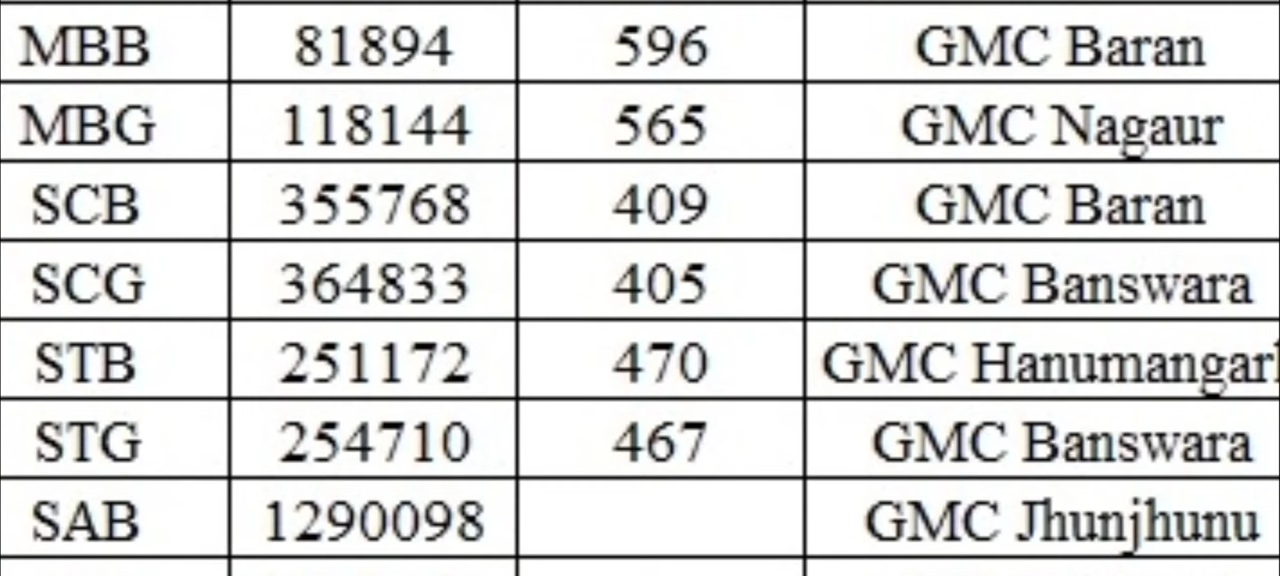 MBB 81894 596 GMC Baran
MBG 118144 565 GMC Nagaur
SCB 355768 409 GMC Baran
SCG 364833 405 GMC Banswara
STB 251172 470 GMC Hanumangar
STG 254710 467 GMC Banswara
SAB 1290098 GMC Jhunjhunu